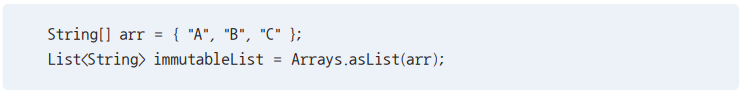 String[] arr = { "A", "B", "C" };
List<String> immutableList = Arrays.asList(arr);